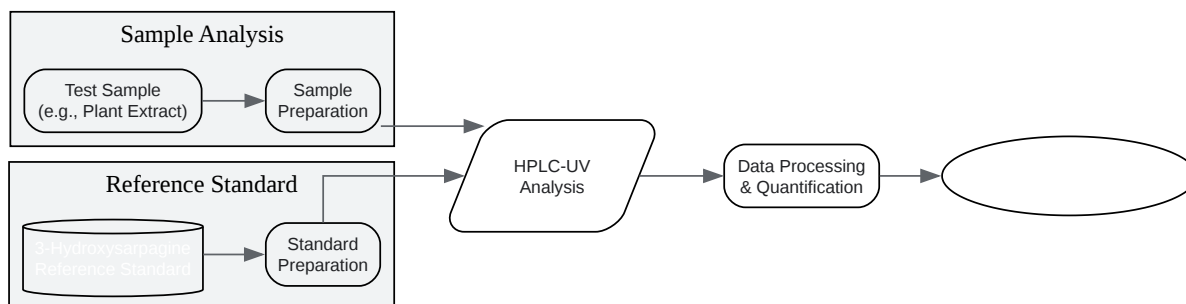 Sample Analysis
Test Sample
(e.g., Plant Extract)
Sample
Preparation
Reference Standard
3-Hydroxysarpagine
Reference Standard
Standard
Preparation
HPLC-UV
Analysis
Data Processing
& Quantification